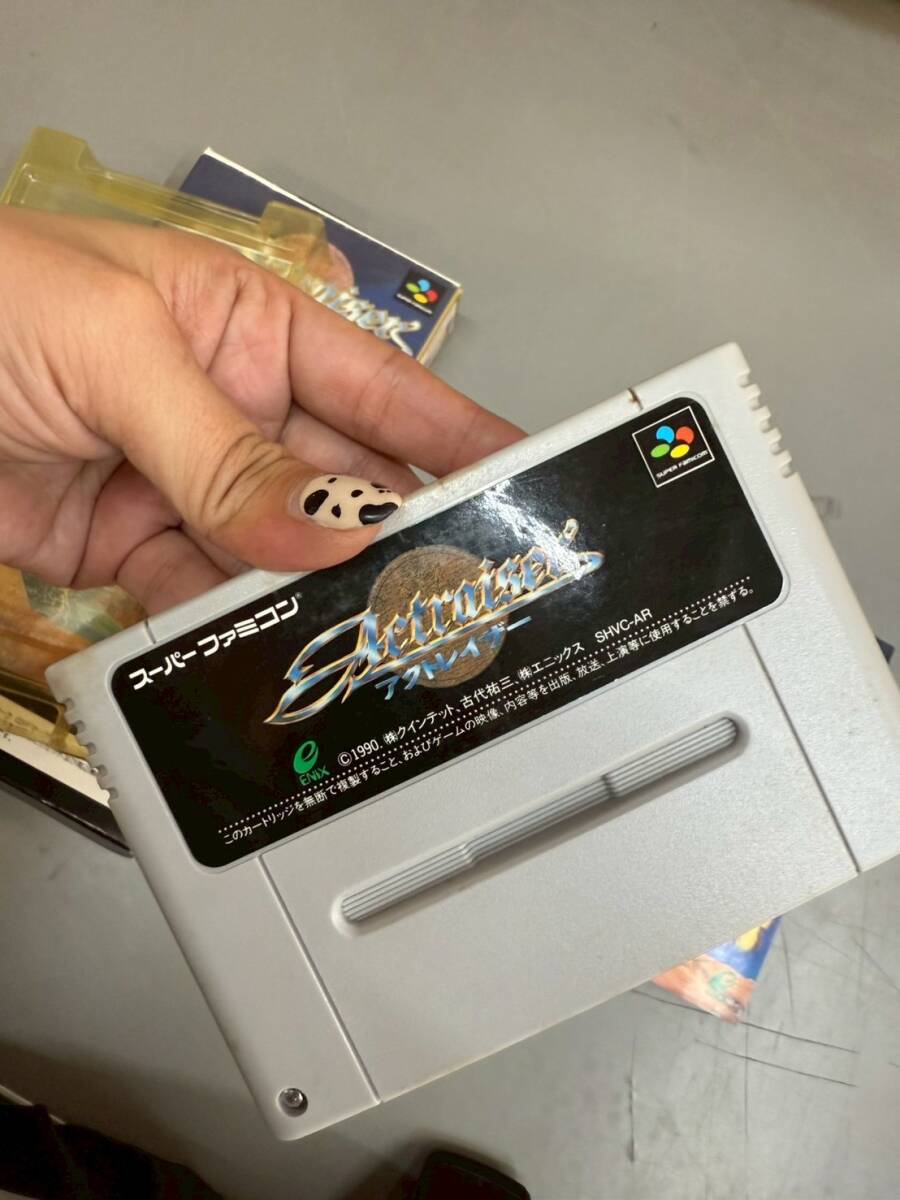 SUPER FAMICOM
スーパーファミコン®
Actraiser
アクトレイザー
ENIX
©1990 ㈱クインテット、古代祐三、㈱エニックス SHVC-AR
このカートリッジを無断で複製すること、およびゲームの映像、内容等を出版、放送、上演等に使用することを禁ずる。